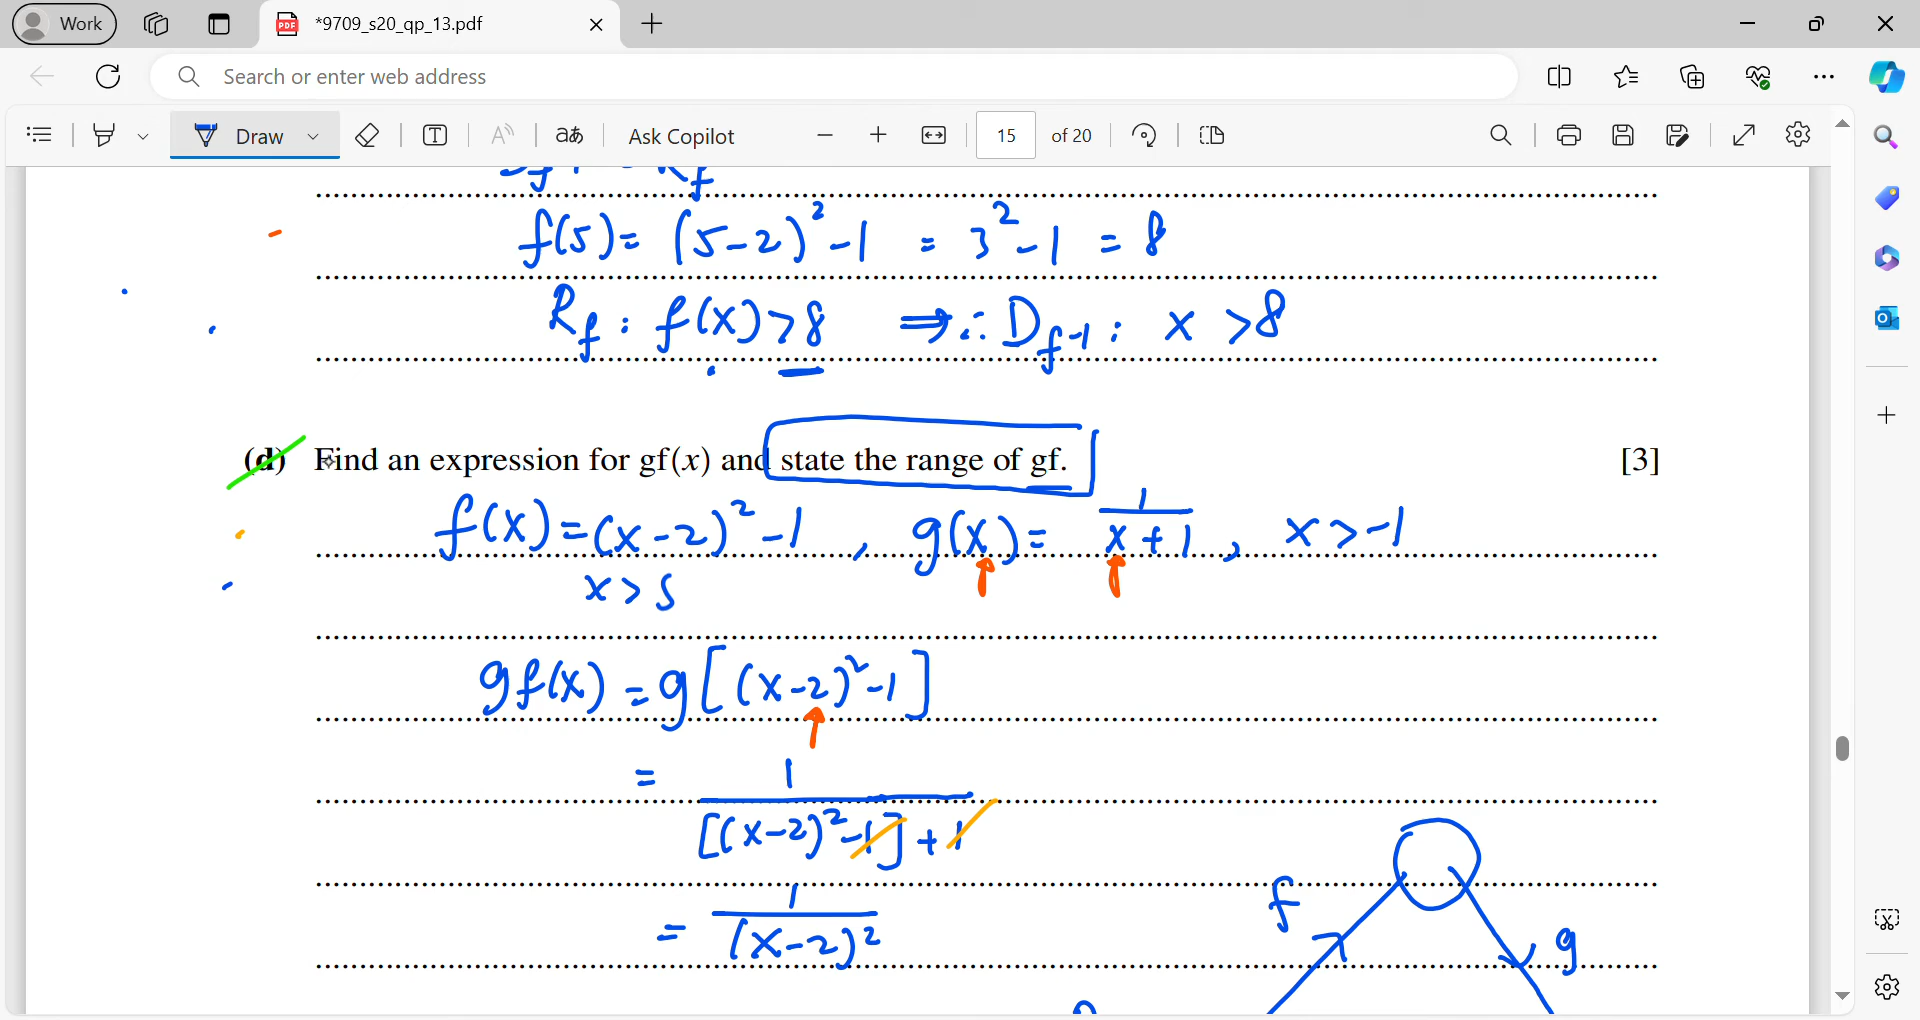 Work
*9709_s20_qp_13.pdf
Search or enter web address
Draw
aあ
Ask Copilot
15 of 20
f(5) = (5-2)² -1 = 3² -1 = 8
R_f : f(x) > 8 ⟹ ∴ D_f⁻¹ : x > 8
(d) Find an expression for gf(x) and state the range of gf. [3]
f(x) = (x-2)² -1 , g(x) = 1/(x+1) , x > -1
x > 5
gf(x) = g[(x-2)² -1]
= 1/([(x-2)² -1] + 1)
= 1/(x-2)²
f
g